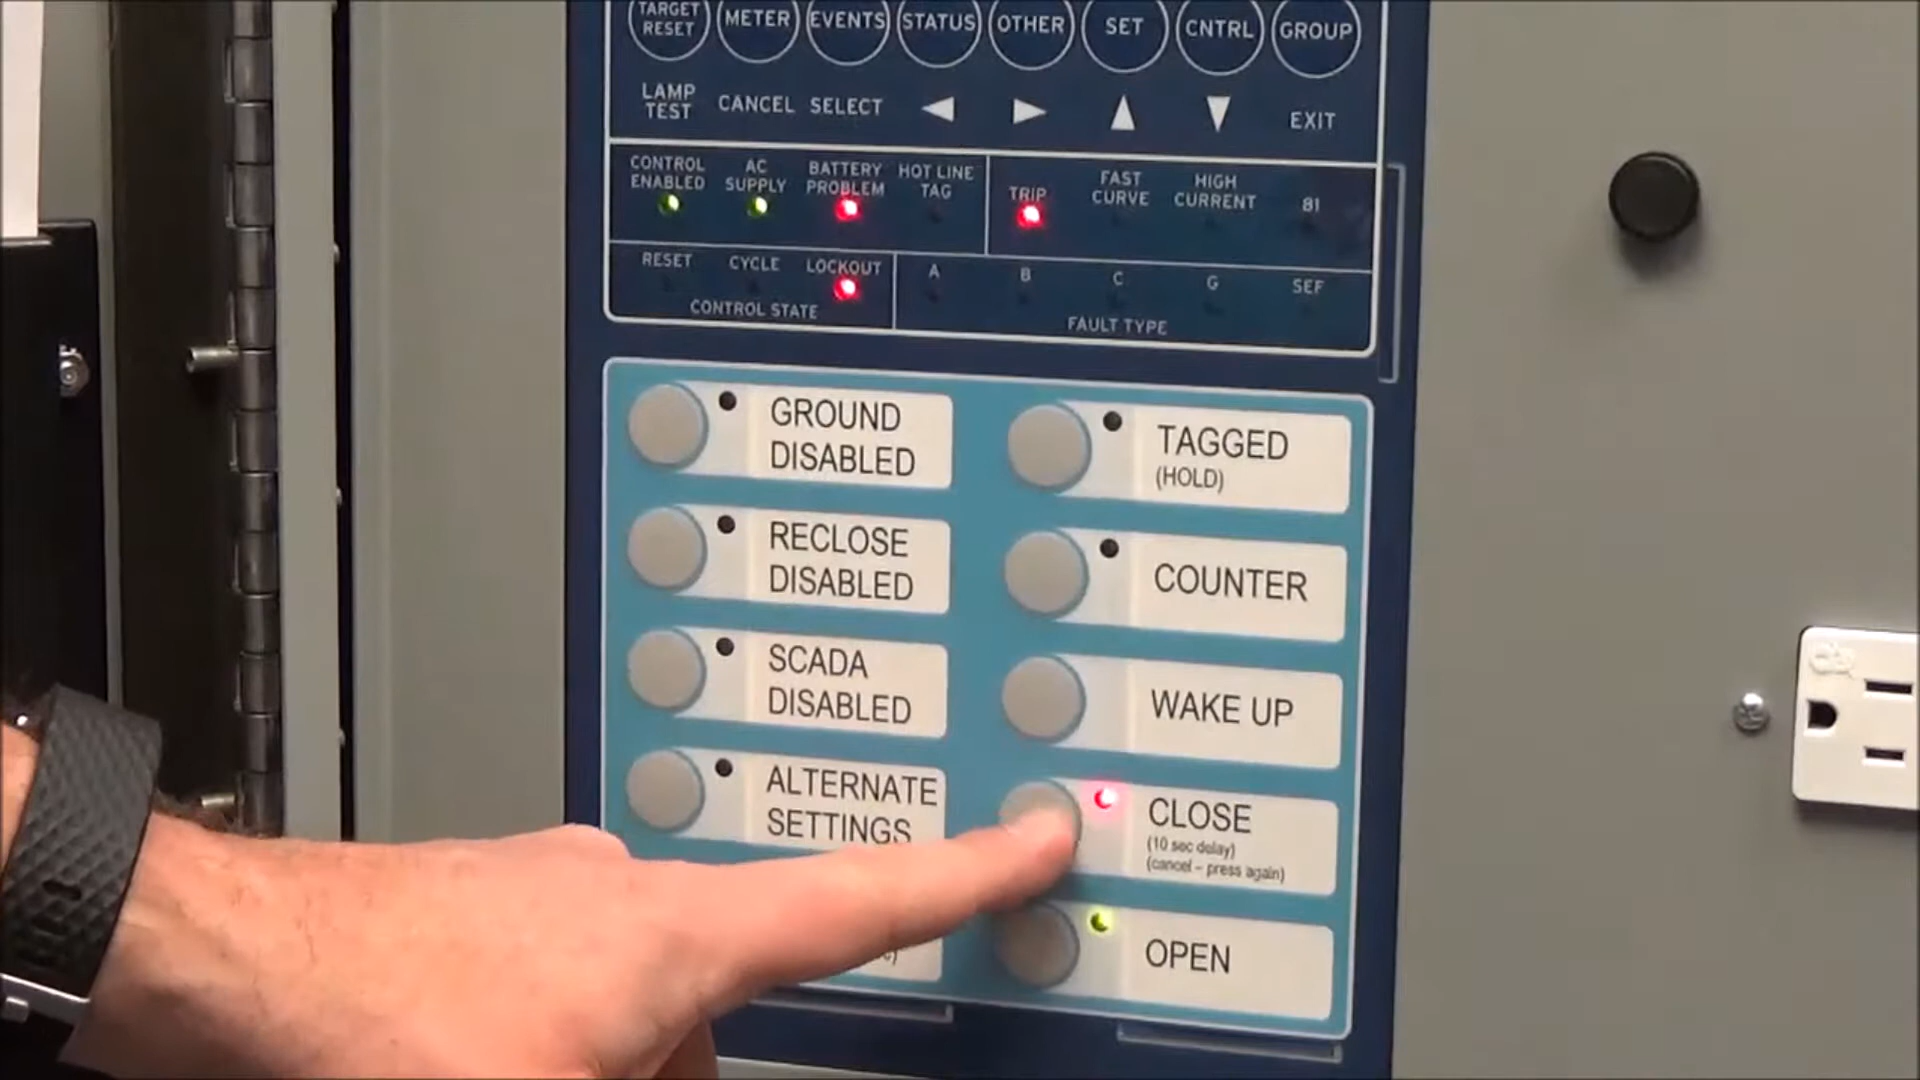 TARGET
RESET
METER
EVENTS
STATUS
OTHER
SET
CNTRL
GROUP
LAMP
TEST
CANCEL
SELECT
EXIT
CONTROL
ENABLED
AC
SUPPLY
BATTERY
PROBLEM
HOT LINE
TAG
TRIP
FAST
CURVE
HIGH
CURRENT
81
RESET
CYCLE
LOCKOUT
CONTROL STATE
A
B
C
G
SEF
FAULT TYPE
GROUND
DISABLED
TAGGED
(HOLD)
RECLOSE
DISABLED
COUNTER
SCADA
DISABLED
WAKE UP
ALTERNATE
SETTINGS
CLOSE
(10 sec delay)
(cancel – press again)
OPEN